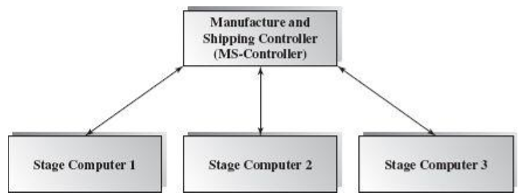 Manufacture and
Shipping Controller
(MS-Controller)
Stage Computer 1
Stage Computer 2
Stage Computer 3